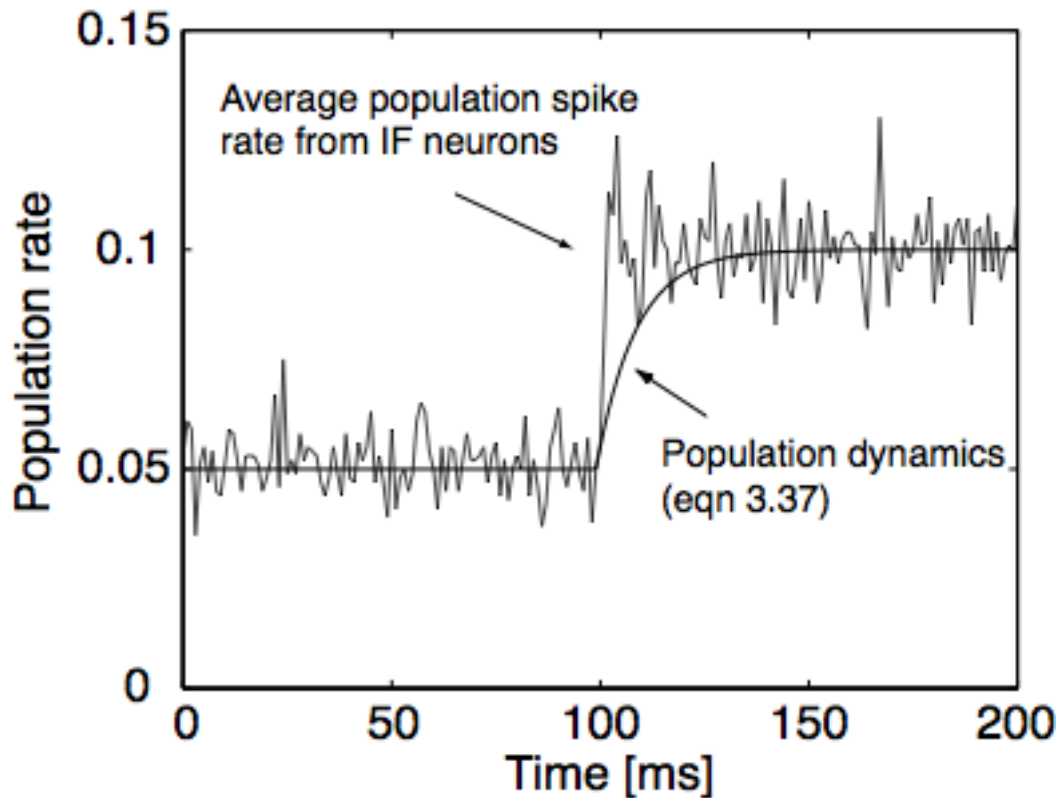 0.15
Average population spike
rate from IF neurons
Population rate
0.1
0.05
Population dynamics
(eqn 3.37)
0
0
50
100
150
200
Time [ms]